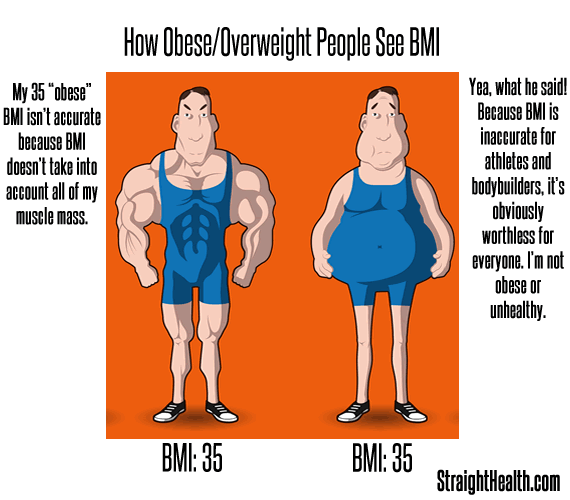 How Obese/Overweight People See BMI
My 35 “obese”
BMI isn’t accurate
because BMI
doesn’t take into
account all of my
muscle mass.
Yea, what he said!
Because BMI is
inaccurate for
athletes and
bodybuilders, it’s
obviously
worthless for
everyone. I’m not
obese or
unhealthy.
BMI: 35
BMI: 35
StraightHealth.com